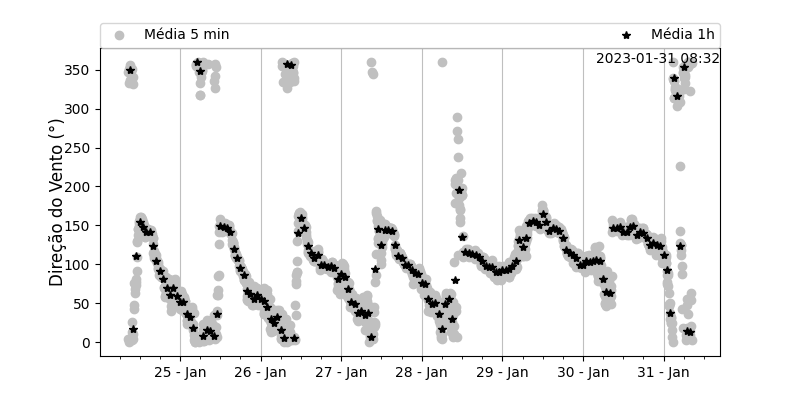 Média 5 min
Média 1h
2023-01-31 08:32
Direção do Vento (°)
350
300
250
200
150
100
50
0
25 - Jan
26 - Jan
27 - Jan
28 - Jan
29 - Jan
30 - Jan
31 - Jan